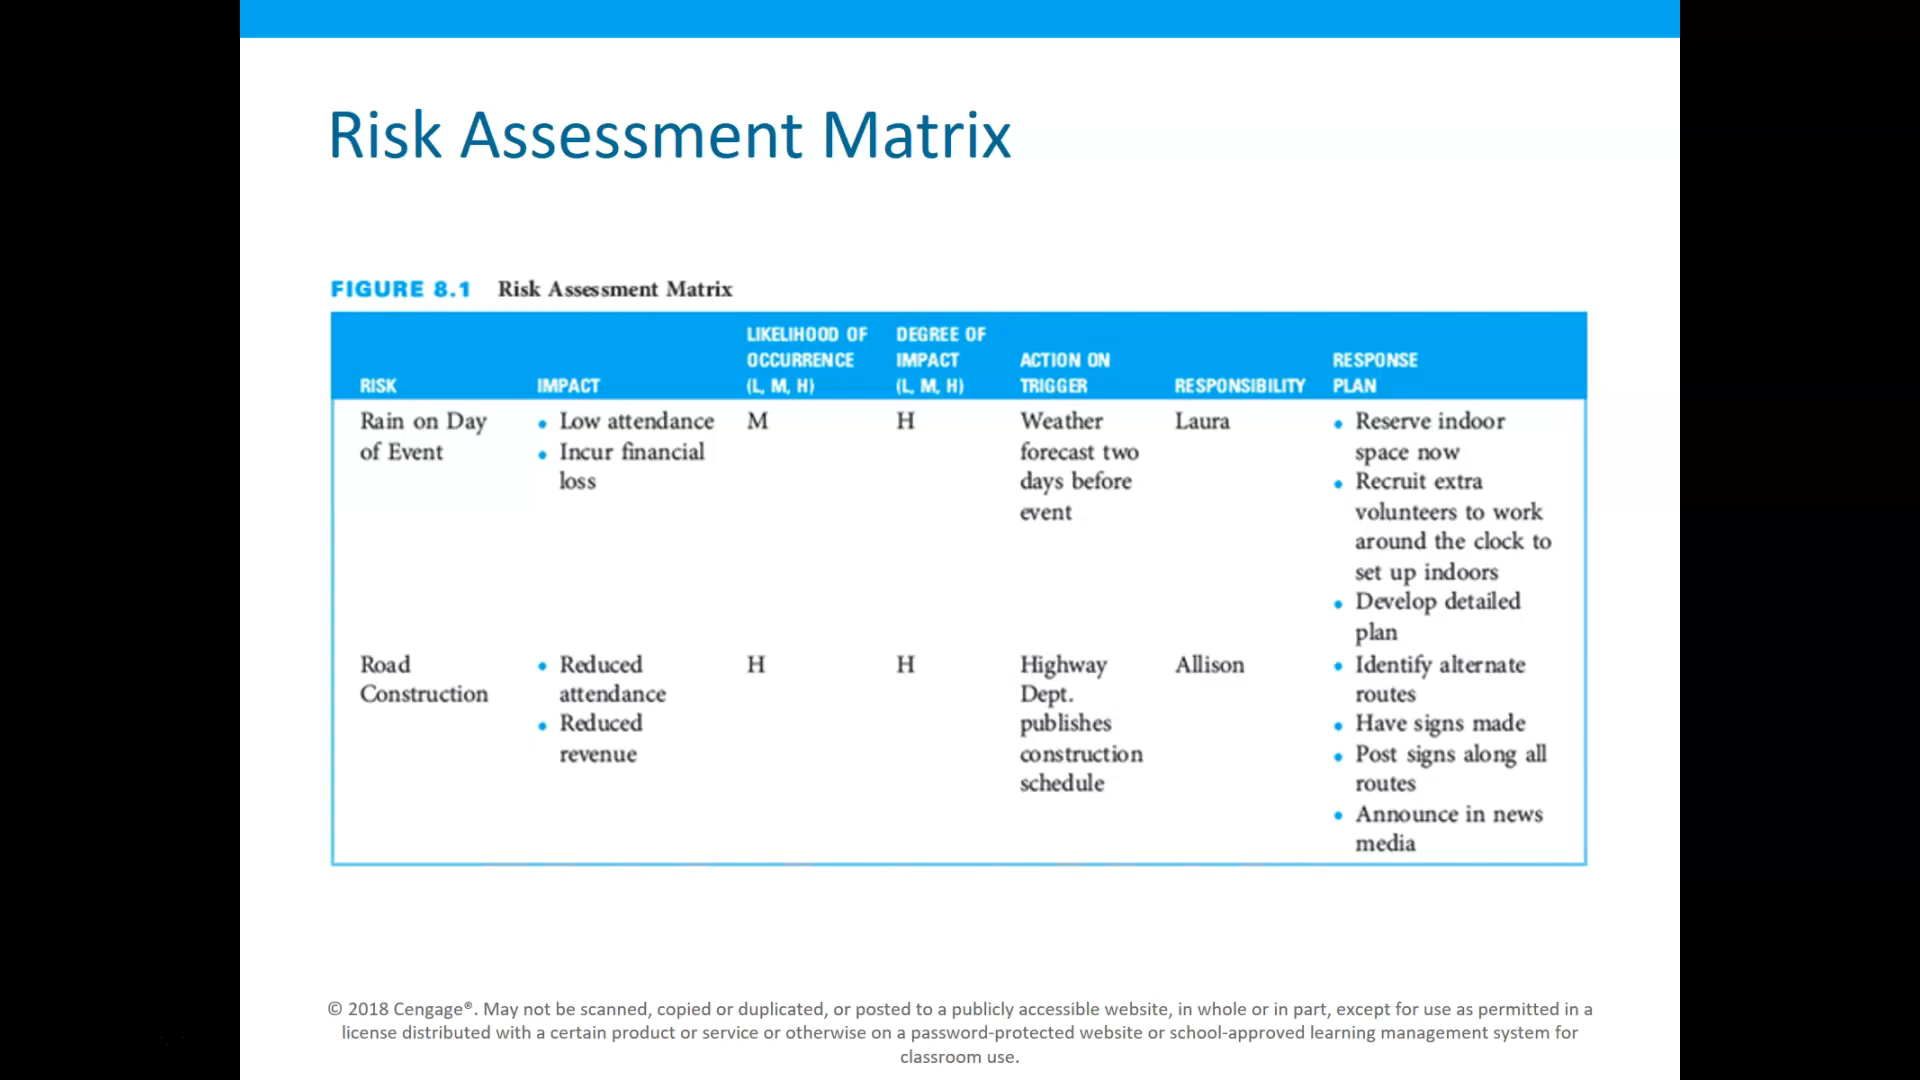 Risk Assessment Matrix
FIGURE 8.1 Risk Assessment Matrix
RISK
IMPACT
LIKELIHOOD OF
OCCURRENCE
(L, M, H)
DEGREE OF
IMPACT
(L, M, H)
ACTION ON
TRIGGER
RESPONSIBILITY
RESPONSE
PLAN
Rain on Day
of Event
• Low attendance
• Incur financial
loss
M
H
Weather
forecast two
days before
event
Laura
• Reserve indoor
space now
• Recruit extra
volunteers to work
around the clock to
set up indoors
• Develop detailed
plan
Road
Construction
• Reduced
attendance
• Reduced
revenue
H
H
Highway
Dept.
publishes
construction
schedule
Allison
• Identify alternate
routes
• Have signs made
• Post signs along all
routes
• Announce in news
media
© 2018 Cengage®. May not be scanned, copied or duplicated, or posted to a publicly accessible website, in whole or in part, except for use as permitted in a
license distributed with a certain product or service or otherwise on a password-protected website or school-approved learning management system for
classroom use.